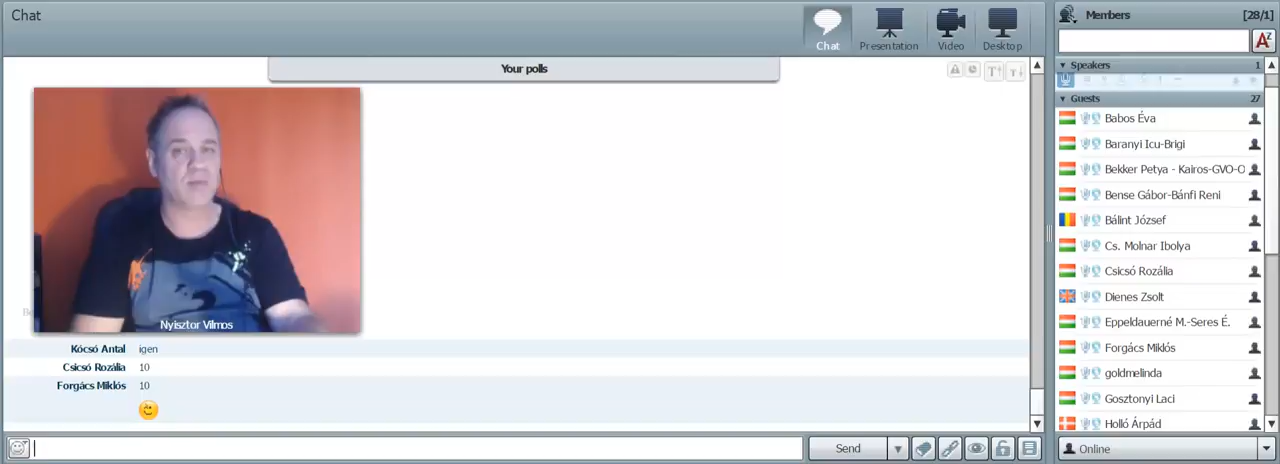 Chat
Chat
Presentation
Video
Desktop
Members
[28/1]
Your polls
Speakers
1
Guests
27
Babos Éva
Baranyi Icu-Brigi
Bekker Petya - Kairos-GVO-O
Bense Gábor-Bánfi Reni
Bálint József
Cs. Molnar Ibolya
Csicsó Rozália
Dienes Zsolt
Eppeldauerné M.-Seres É.
Forgács Miklós
goldmelinda
Gosztonyi Laci
Holló Árpád
Nyisztor Vilmos
Kócsó Antal igen
Csicsó Rozália 10
Forgács Miklós 10
Send
Online